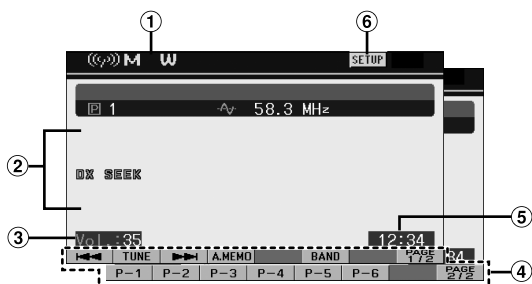 ① ⑥
M W SETUP
P 1 58.3 MHz
②
DX SEEK
③ Vol.:35 12:34 ⑤
TUNE A.MEMO BAND PAGE 1/2 34
P-1 P-2 P-3 P-4 P-5 P-6 PAGE 2/2 ④